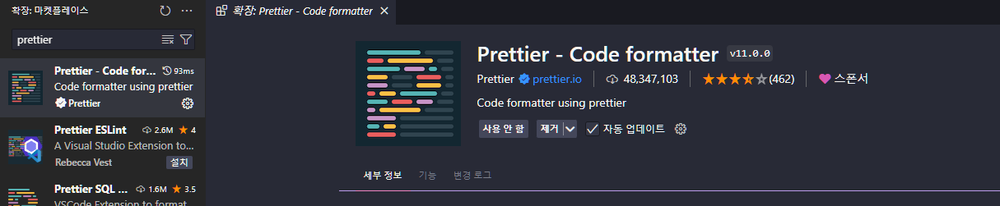 확장: 마켓플레이스
prettier
Prettier - Code for... 93ms
Code formatter using prettier
Prettier
Prettier ESLint 2.6M 4
A Visual Studio Extension to...
Rebecca Vest 설치
Prettier SQL ... 1.6M 3.5
VSCode Extension to format...
확장: Prettier - Code formatter
Prettier - Code formatter v11.0.0
Prettier prettier.io 48,347,103 (462) 스폰서
Code formatter using prettier
사용 안 함 제거 자동 업데이트
세부 정보 기능 변경 로그